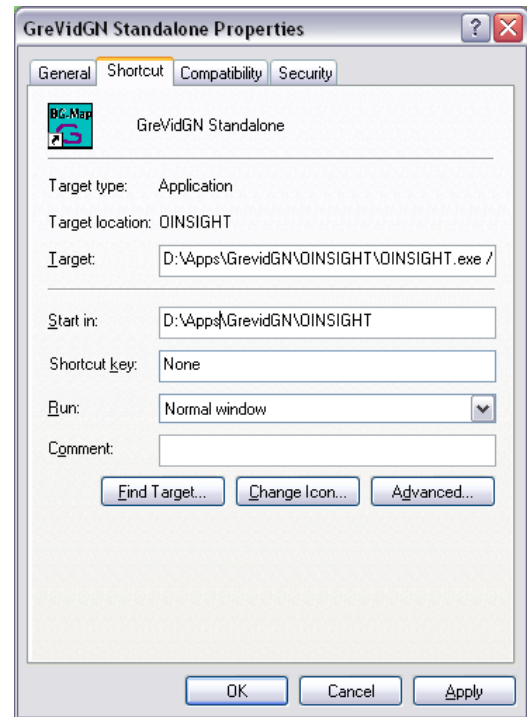 GreVidGN Standalone Properties
General Shortcut Compatibility Security
BG-Map
G
GreVidGN Standalone
Target type: Application
Target location: OINSIGHT
Target: D:\Apps\GrevidGN\OINSIGHT\OINSIGHT.exe /
Start in: D:\Apps\GrevidGN\OINSIGHT
Shortcut key: None
Run: Normal window
Comment:
Find Target... Change Icon... Advanced...
OK Cancel Apply